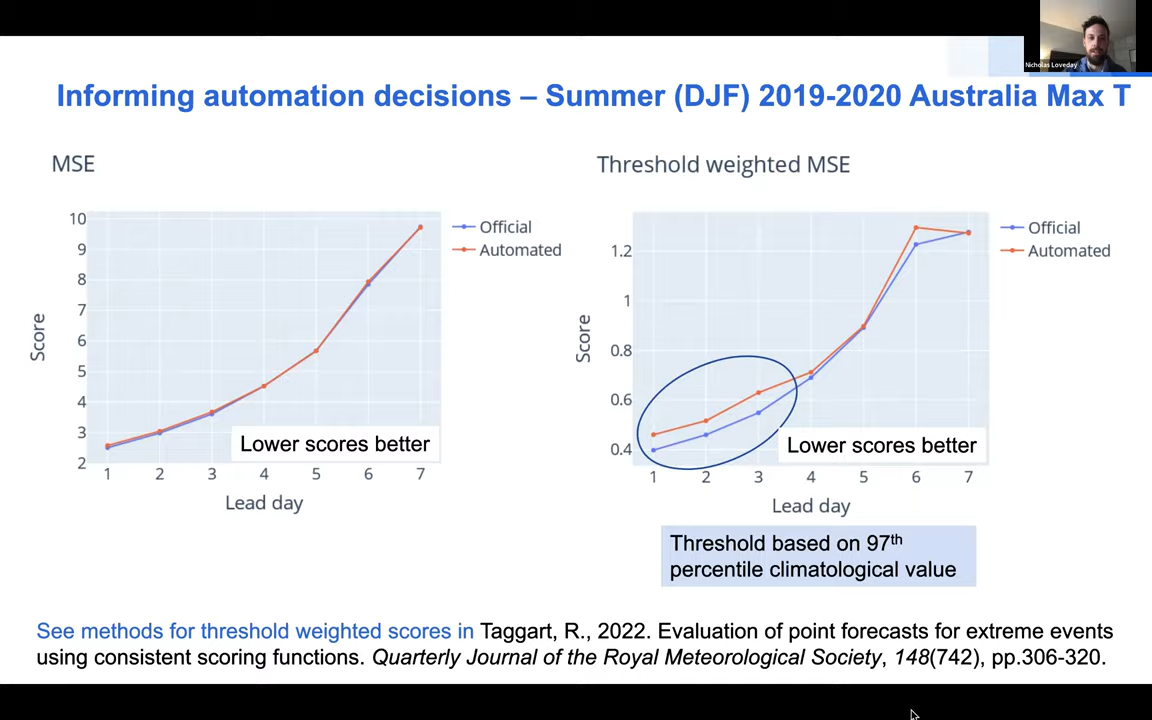 Nicholas Loveday
Informing automation decisions – Summer (DJF) 2019-2020 Australia Max T
MSE
10
9
8
7
6
5
4
3
2
Score
1 2 3 4 5 6 7
Lead day
Official
Automated
Lower scores better
Threshold weighted MSE
1.2
1
0.8
0.6
0.4
Score
1 2 3 4 5 6 7
Lead day
Official
Automated
Lower scores better
Threshold based on 97th
percentile climatological value
See methods for threshold weighted scores in Taggart, R., 2022. Evaluation of point forecasts for extreme events
using consistent scoring functions. Quarterly Journal of the Royal Meteorological Society, 148(742), pp.306-320.